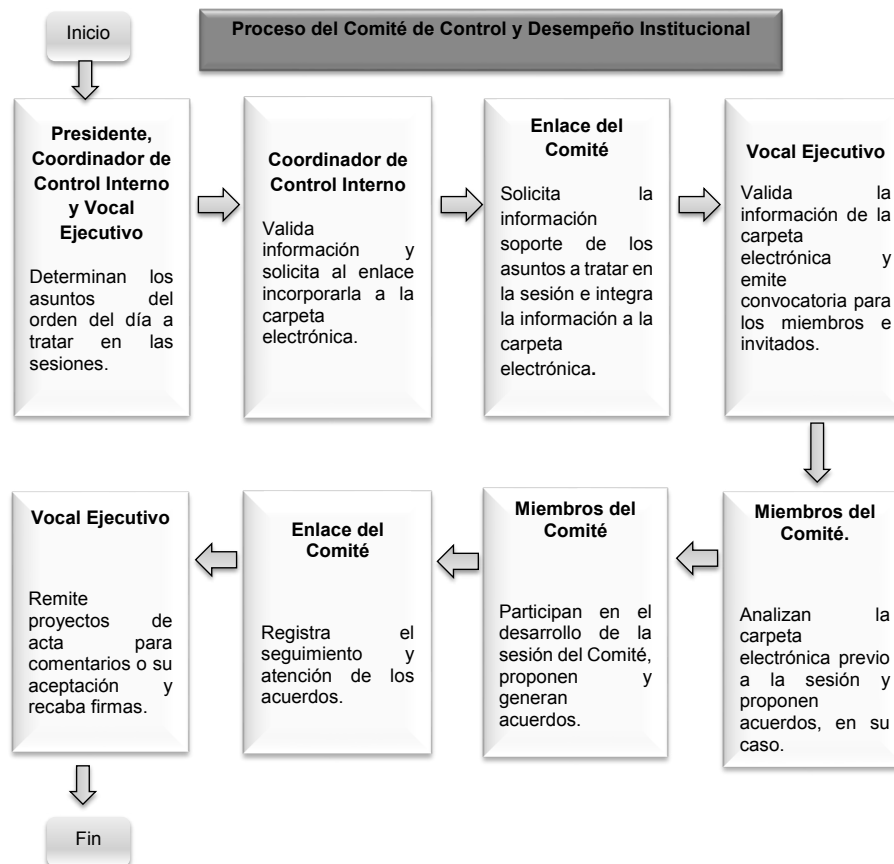 Inicio
Proceso del Comité de Control y Desempeño Institucional
Presidente,
Coordinador de
Control Interno
y Vocal
Ejecutivo
Determinan los
asuntos del
orden del día a
tratar en las
sesiones.
Coordinador de
Control Interno
Valida
información y
solicita al enlace
incorporarla a la
carpeta
electrónica.
Enlace del
Comité
Solicita la
información
soporte de los
asuntos a tratar en
la sesión e integra
la información a la
carpeta
electrónica.
Vocal Ejecutivo
Valida la
información de la
carpeta
electrónica y
emite
convocatoria para
los miembros e
invitados.
Miembros del
Comité.
Analizan la
carpeta
electrónica previo
a la sesión y
proponen
acuerdos, en su
caso.
Miembros del
Comité
Participan en el
desarrollo de la
sesión del Comité,
proponen y
generan
acuerdos.
Enlace del
Comité
Registra el
seguimiento y
atención de los
acuerdos.
Vocal Ejecutivo
Remite
proyectos de
acta para
comentarios o su
aceptación y
recaba firmas.
Fin